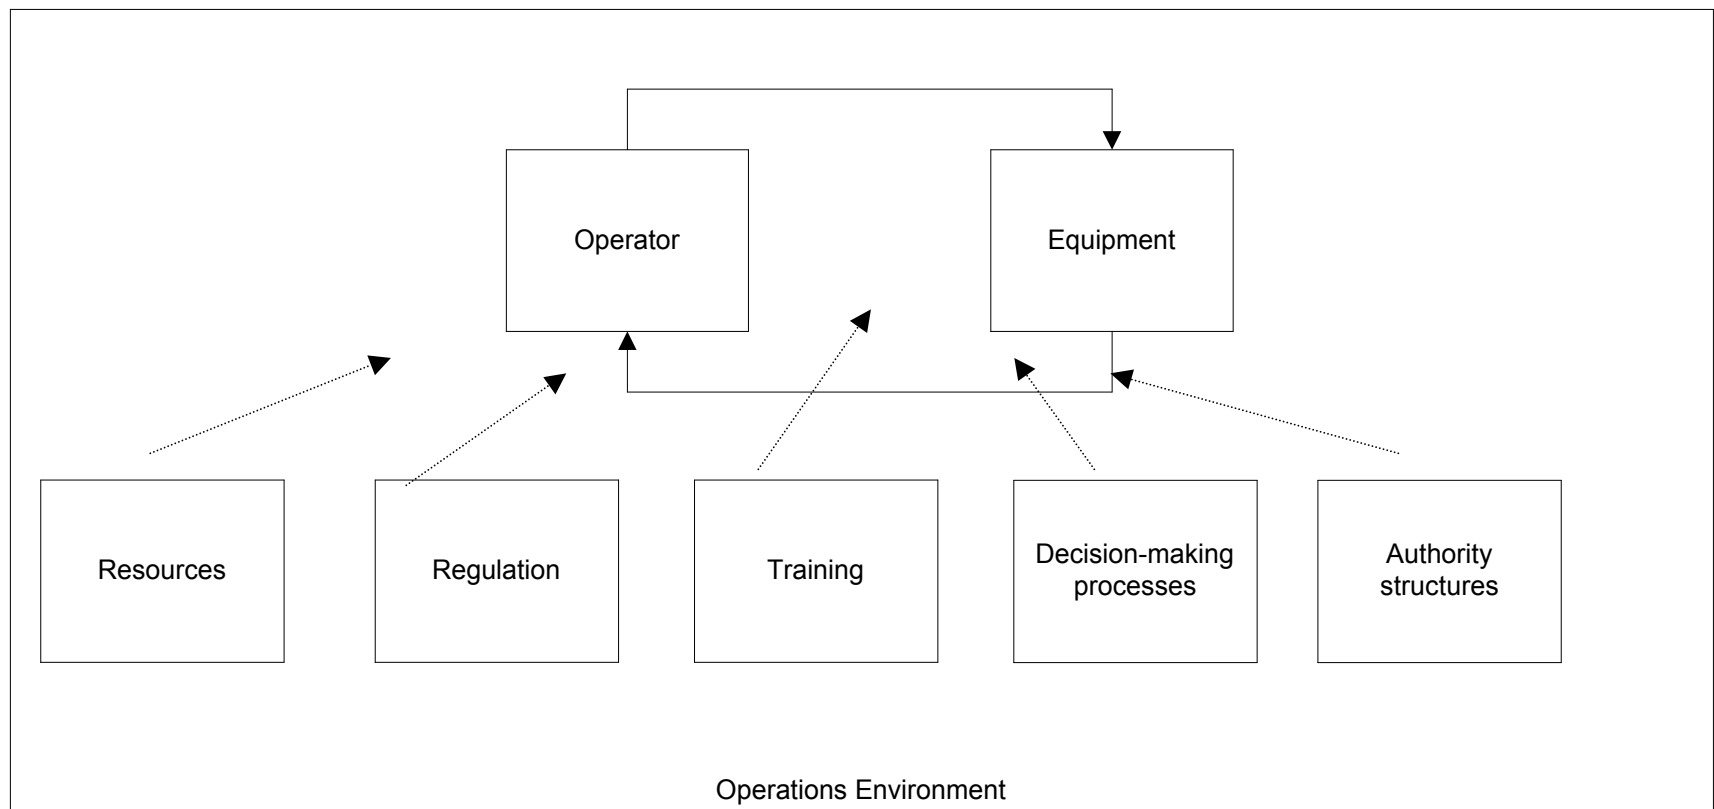 Operator
Equipment
Resources
Regulation
Training
Decision-making
processes
Authority
structures
Operations Environment